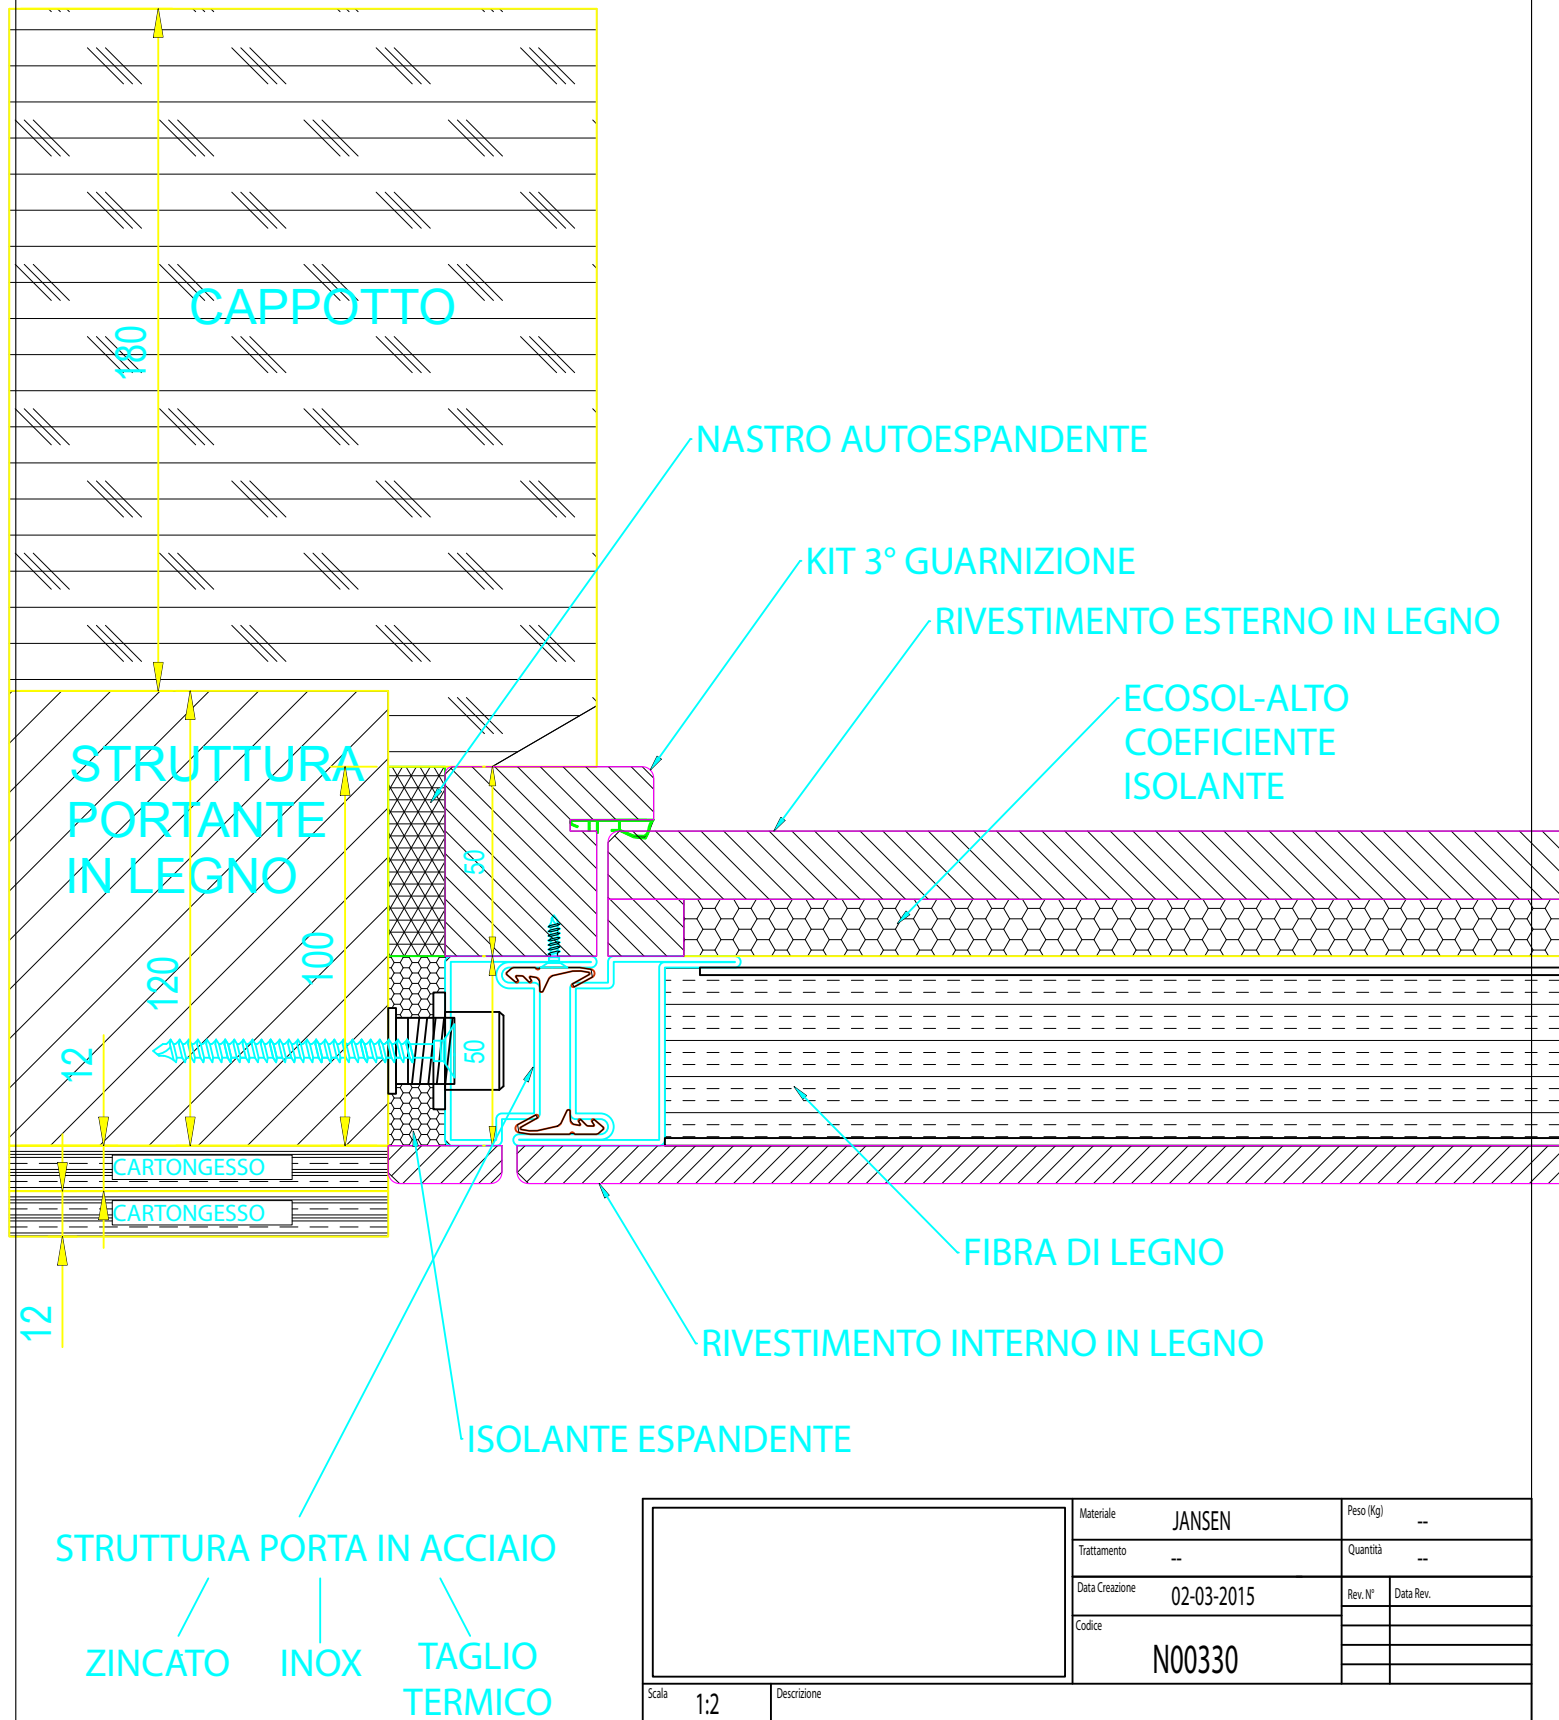 CAPPOTTO
180
NASTRO AUTOESPANDENTE
KIT 3° GUARNIZIONE
RIVESTIMENTO ESTERNO IN LEGNO
ECOSOL-ALTO
COEFICIENTE
ISOLANTE
STRUTTURA
PORTANTE
IN LEGNO
50
100
120
12
50
CARTONGESSO
CARTONGESSO
12
FIBRA DI LEGNO
RIVESTIMENTO INTERNO IN LEGNO
ISOLANTE ESPANDENTE
STRUTTURA PORTA IN ACCIAIO
ZINCATO
INOX
TAGLIO
TERMICO
Materiale JANSEN
Peso (Kg) --
Trattamento --
Quantità --
Data Creazione 02-03-2015
Rev. N° Data Rev.
Codice
N00330
Scala 1:2
Descrizione